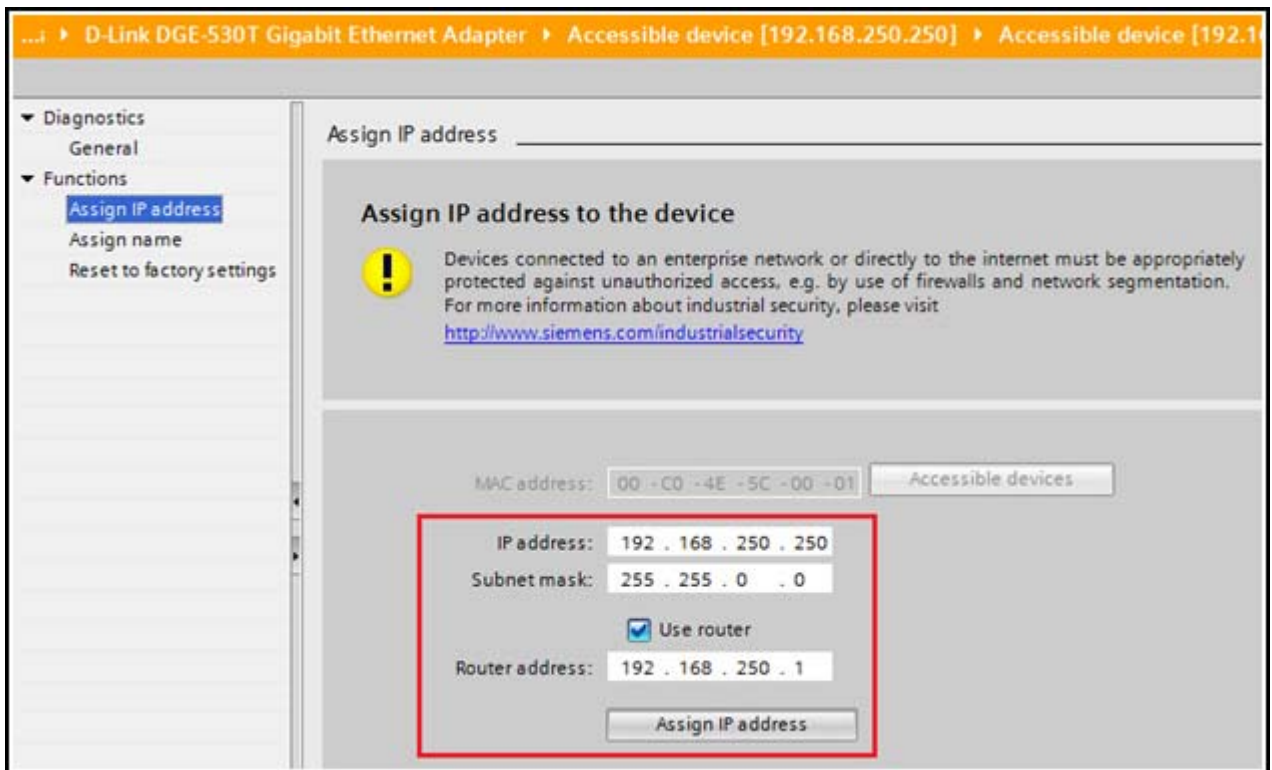 ...: ▸ D-Link DGE-530T Gigabit Ethernet Adapter ▸ Accessible device [192.168.250.250] ▸ Accessible device
Diagnostics
General
Functions
Assign IP address
Assign name
Reset to factory settings
Assign IP address
Assign IP address to the device
Devices connected to an enterprise network or directly to the internet must be appropriately
protected against unauthorized access, e.g. by use of firewalls and network segmentation.
For more information about industrial security, please visit
http://www.siemens.com/industrialsecurity
MAC address: 00 - C0 - 4E - 5C - 00 - 01 Accessible devices
IP address: 192 . 168 . 250 . 250
Subnet mask: 255 . 255 . 0 . 0
Use router
Router address: 192 . 168 . 250 . 1
Assign IP address